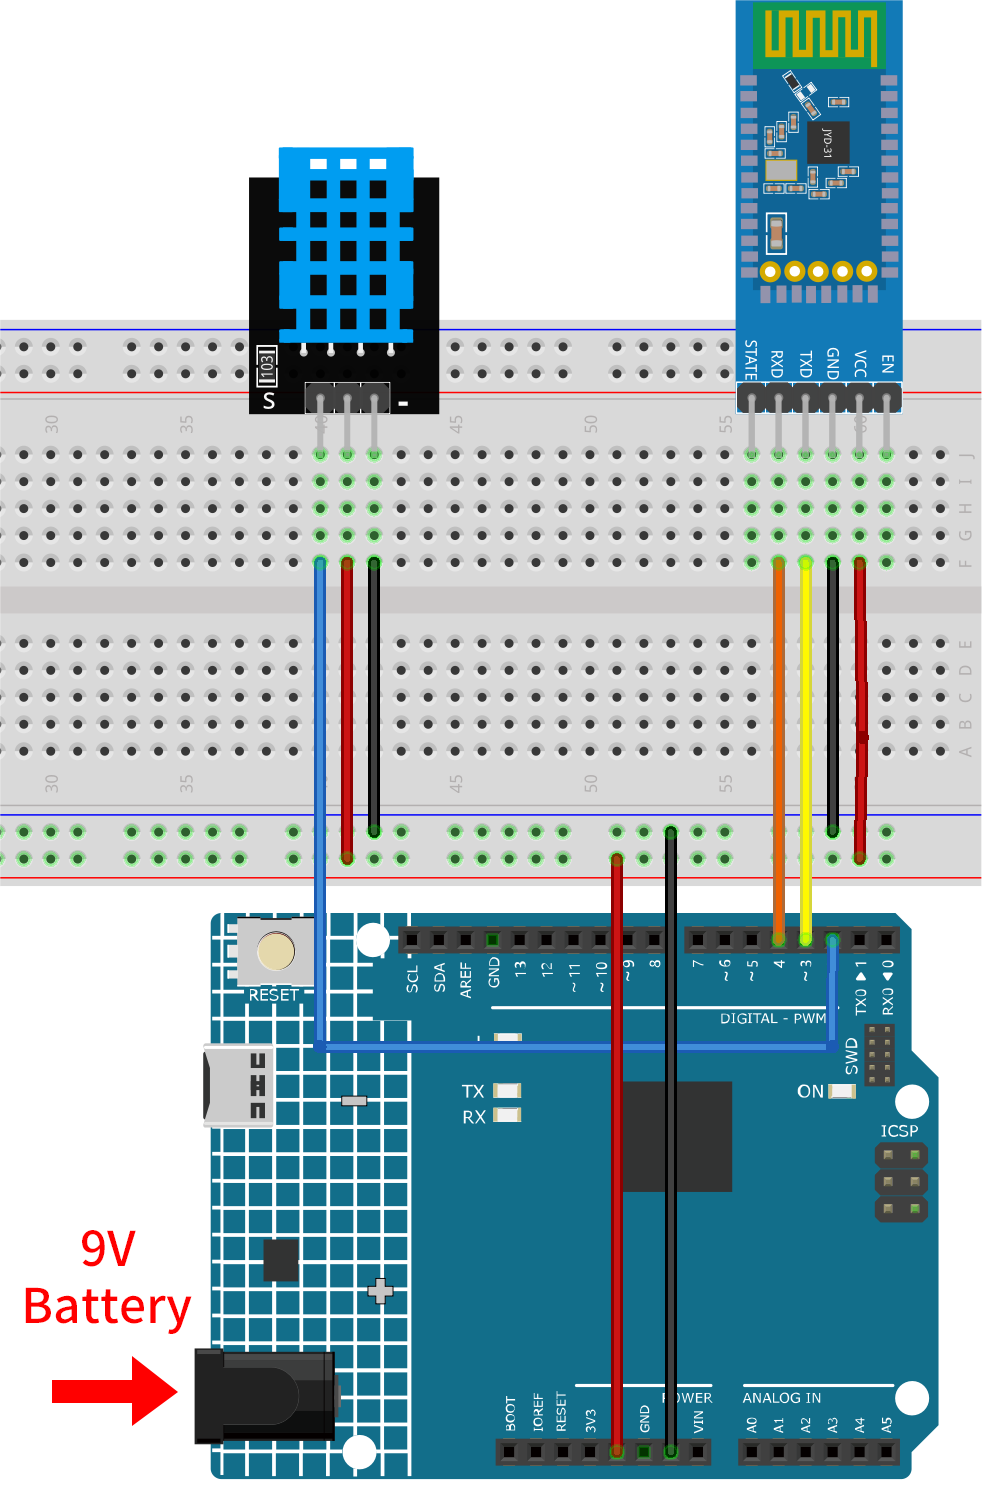 JYD-31
STATE
RXD
TXD
GND
VCC
EN
103
S
-
30
35
40
45
50
55
60
J
I
H
G
F
E
D
C
B
A
30
35
45
50
55
RESET
SCL
SDA
AREF
GND
13
12
~11
~10
~9
8
7
~6
~5
4
~3
TX0 ▶ 1
RX0 ◀ 0
DIGITAL - PWM
TX
RX
ON
SWD
ICSP
9V
Battery
BOOT
IOREF
RESET
3V3
GND
VIN
POWER
ANALOG IN
A0
A1
A2
A3
A4
A5